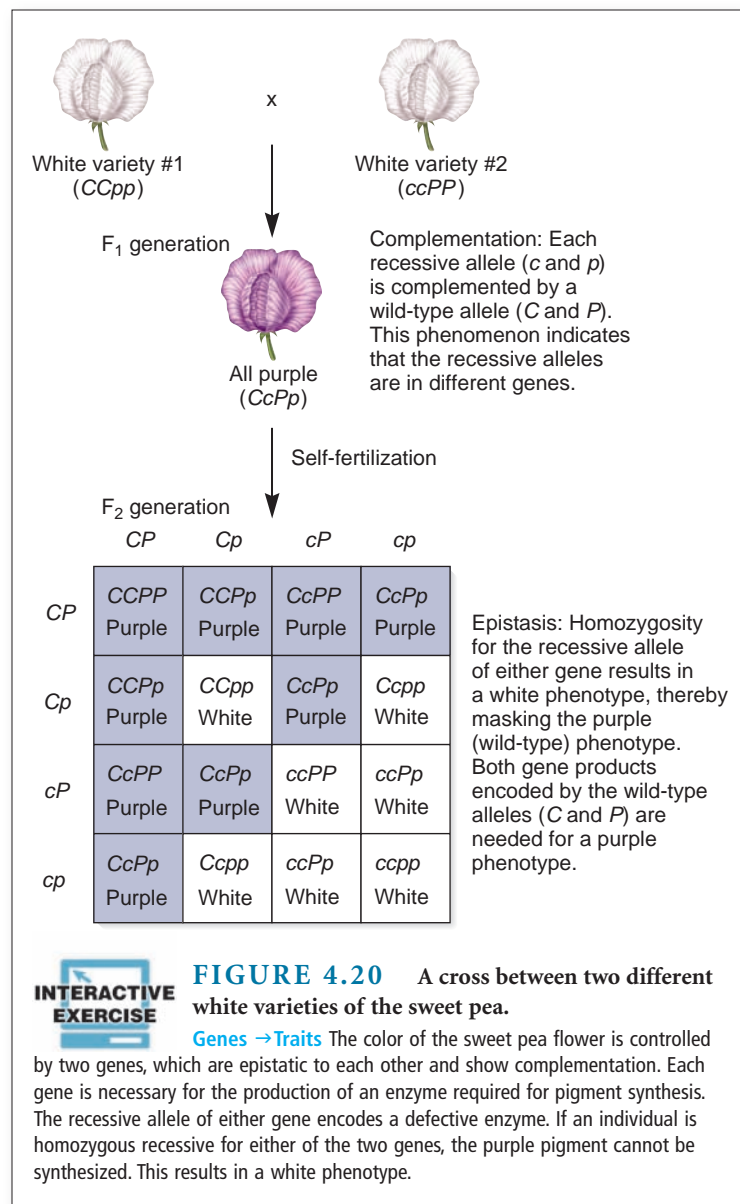 x
White variety #1
(CCpp)
White variety #2
(ccPP)
F1 generation
Complementation: Each
recessive allele (c and p)
is complemented by a
wild-type allele (C and P).
This phenomenon indicates
that the recessive alleles
are in different genes.
All purple
(CcPp)
Self-fertilization
F2 generation
CP Cp cP cp
CP
CCPP CCPp CcPP CcPp
Purple Purple Purple Purple
Cp
CCPp CCpp CcPp Ccpp
Purple White Purple White
cP
CcPP CcPp ccPP ccPp
Purple Purple White White
cp
CcPp Ccpp ccPp ccpp
Purple White White White
Epistasis: Homozygosity
for the recessive allele
of either gene results in
a white phenotype, thereby
masking the purple
(wild-type) phenotype.
Both gene products
encoded by the wild-type
alleles (C and P) are
needed for a purple
phenotype.
INTERACTIVE
EXERCISE
FIGURE 4.20 A cross between two different
white varieties of the sweet pea.
Genes → Traits The color of the sweet pea flower is controlled
by two genes, which are epistatic to each other and show complementation. Each
gene is necessary for the production of an enzyme required for pigment synthesis.
The recessive allele of either gene encodes a defective enzyme. If an individual is
homozygous recessive for either of the two genes, the purple pigment cannot be
synthesized. This results in a white phenotype.